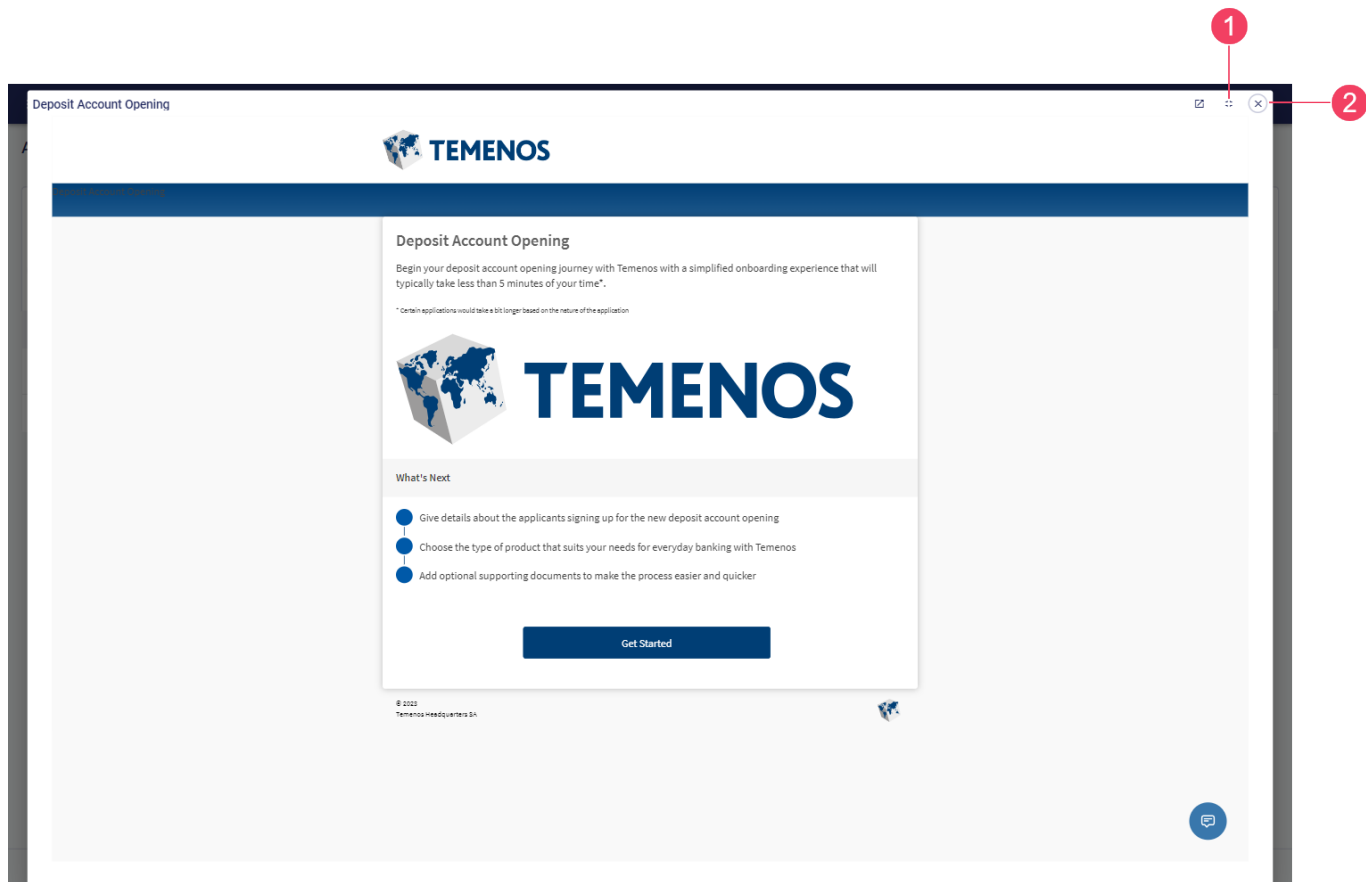 1
Deposit Account Opening
2
TEMENOS
Deposit Account Opening
Deposit Account Opening
Begin your deposit account opening journey with Temenos with a simplified onboarding experience that will
typically take less than 5 minutes of your time*.
* Certain applications would take a bit longer based on the nature of the application
TEMENOS
What's Next
Give details about the applicants signing up for the new deposit account opening
Choose the type of product that suits your needs for everyday banking with Temenos
Add optional supporting documents to make the process easier and quicker
Get Started
© 2023
Temenos Headquarters SA